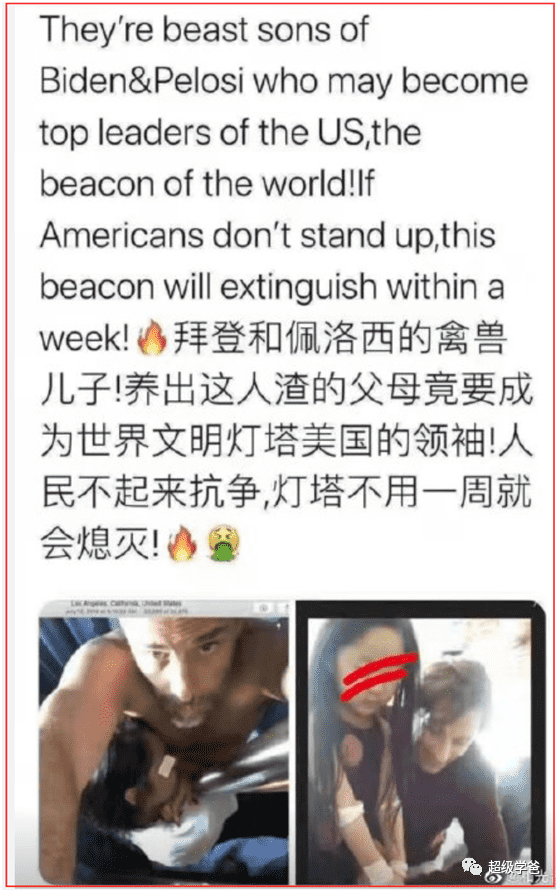 They're beast sons of
Biden&Pelosi who may become
top leaders of the US,the
beacon of the world!If
Americans don't stand up,this
beacon will extinguish within a
week!🔥拜登和佩洛西的禽兽
儿子!养出这人渣的父母竟要成
为世界文明灯塔美国的领袖!人
民不起来抗争,灯塔不用一周就
会熄灭!🔥🤮
Los Angeles, California, United States
超级学爸